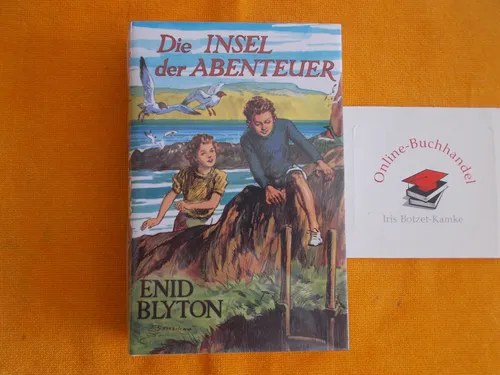 Die INSEL
der ABENTEUER
ENID
BLYTON
Online-Buchhandel
Iris Botzet-Kamke